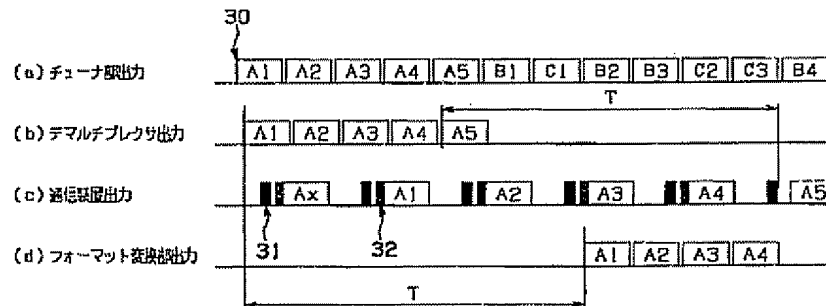 30
(a)チューナ部出力 A1 A2 A3 A4 A5 B1 C1 B2 B3 C2 C3 B4
T
(b)デマルチプレクサ出力 A1 A2 A3 A4 A5
(c)通信装置出力 Ax A1 A2 A3 A4 A5
31 32
(d)フォーマット変換部出力 A1 A2 A3 A4
T